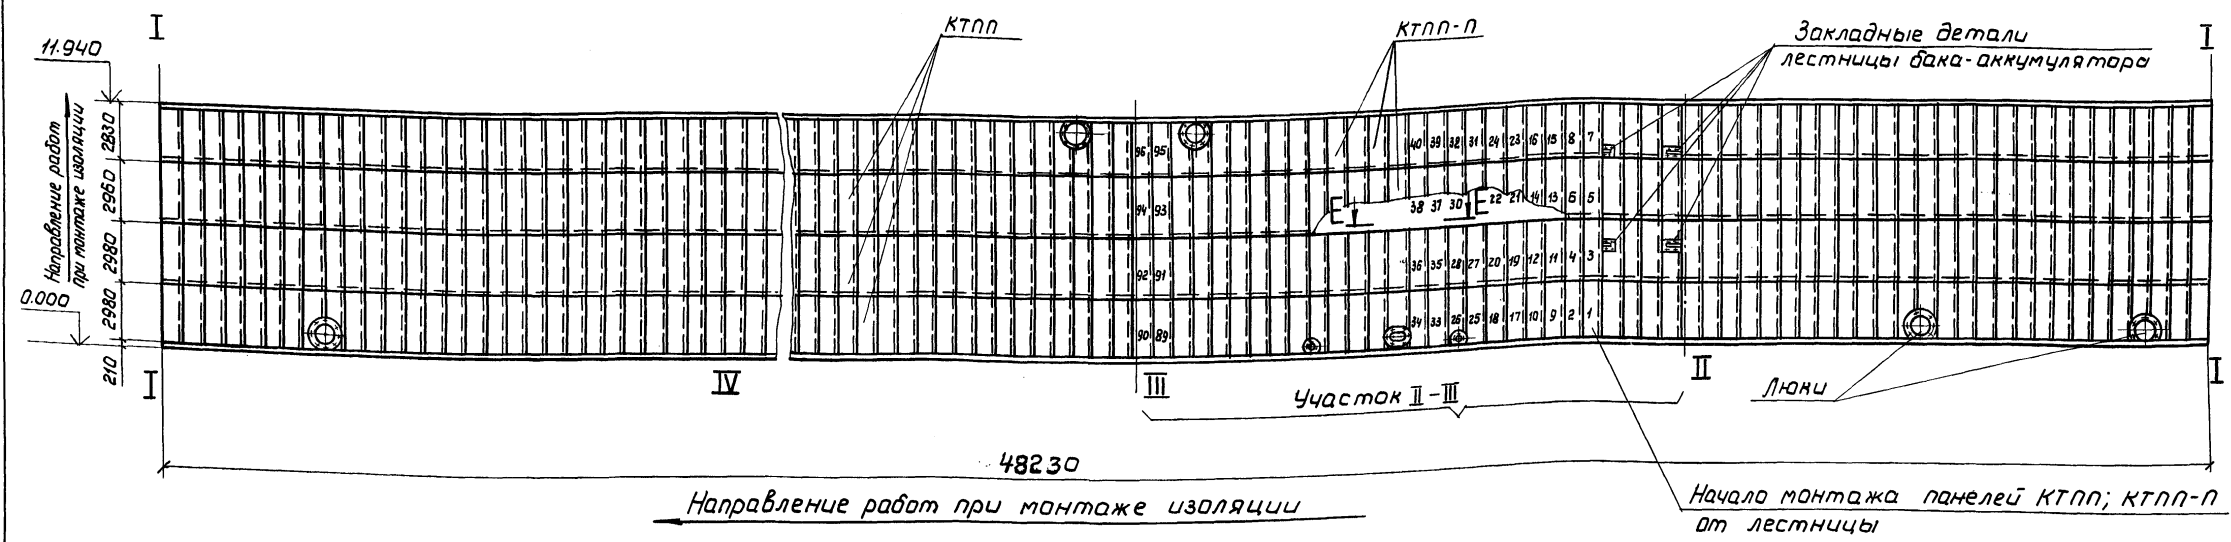 I
КТПП
КТПП-П
Закладные детали
лестницы бака-аккумулятора
I
11.940
Направление работ
при монтаже изоляции
2830
2960
2980
2980
210
0.000
96 95
40 39 32 31 24 23 16 15 8 7
94 93
E E
38 37 30 22 21 14 13 6 5
92 91
36 35 28 27 20 19 12 11 4 3
90 89
34 33 26 25 18 17 10 9 2 1
I
IV
III
II
I
Участок II-III
Люки
48230
Направление работ при монтаже изоляции
Начало монтажа панелей КТПП; КТПП-П
от лестницы